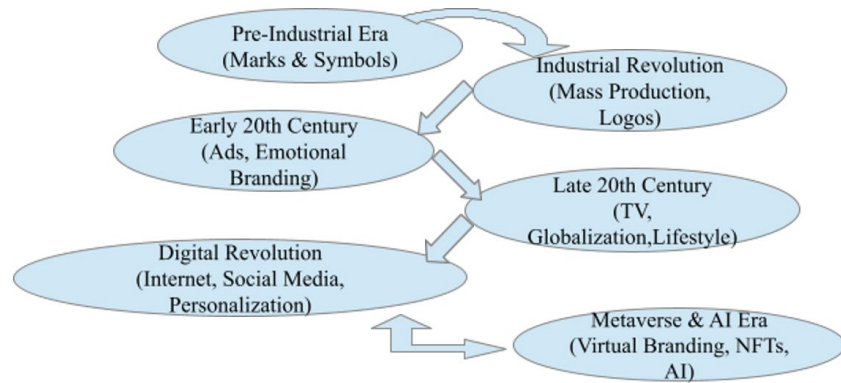 Pre-Industrial Era
(Marks & Symbols)
Industrial Revolution
(Mass Production,
Logos)
Early 20th Century
(Ads, Emotional
Branding)
Late 20th Century
(TV,
Globalization,Lifestyle)
Digital Revolution
(Internet, Social Media,
Personalization)
Metaverse & AI Era
(Virtual Branding, NFTs,
AI)